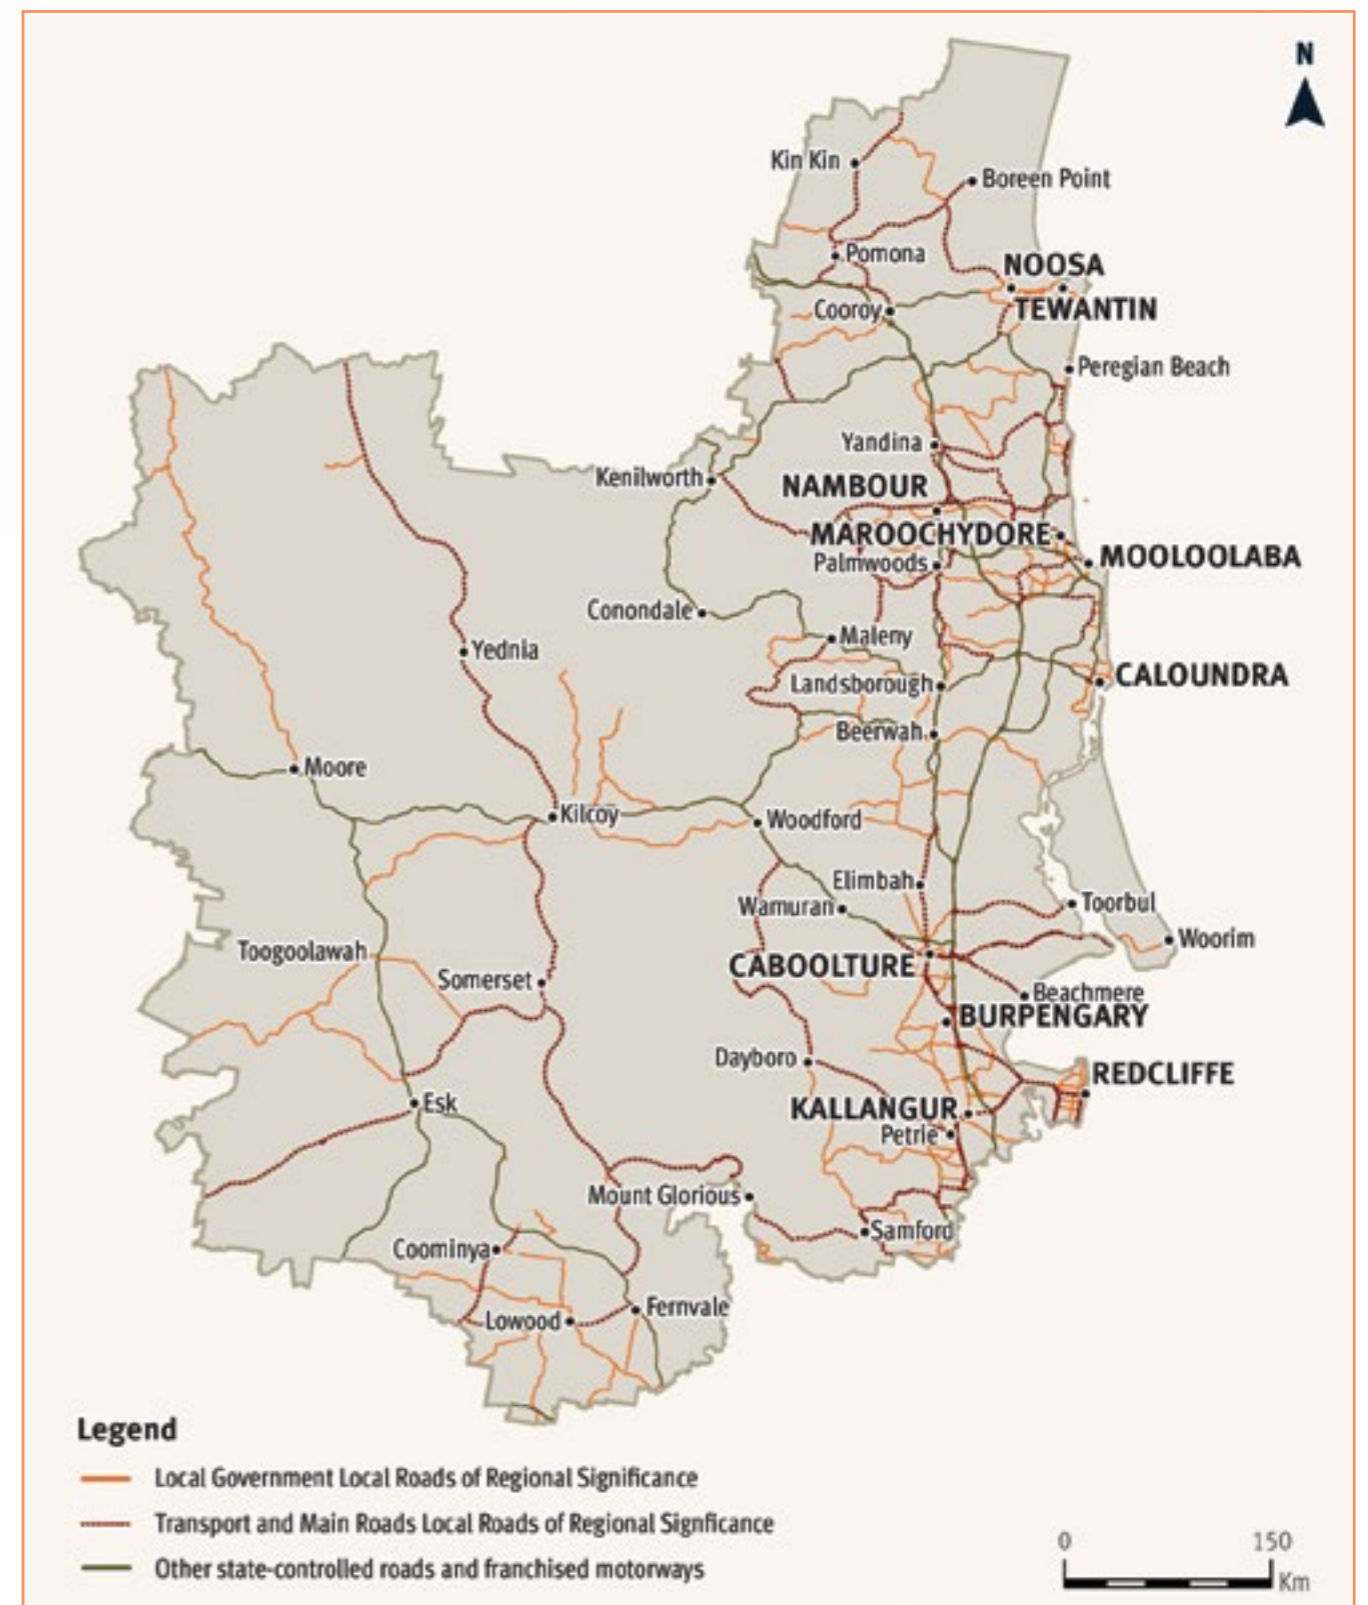 N
Kin Kin
Boreen Point
Pomona
NOOSA
Cooroy
TEWANTIN
Peregian Beach
Yandina
Kenilworth
NAMBOUR
MAROOCHYDORE
MOOLOOLABA
Palmwoods
Conondale
Maleny
Yednia
Landsborough
CALOUNDRA
Beerwah
Moore
Kilcoy
Woodford
Elimbah
Wamuran
Toorbul
Woorim
Toogoolawah
CABOOLTURE
Somerset
Beachmere
BURPENGARY
Dayboro
REDCLIFFE
Esk
KALLANGUR
Petrie
Mount Glorious
Samford
Coominya
Fernvale
Lowood
Legend
Local Government Local Roads of Regional Significance
Transport and Main Roads Local Roads of Regional Signficance
Other state-controlled roads and franchised motorways
0 150
Km